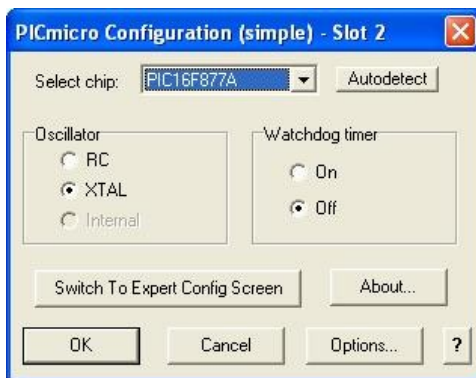 PICmicro Configuration (simple) - Slot 2
Select chip: PIC16F877A Autodetect
Oscillator Watchdog timer
RC On
XTAL Off
Internal
Switch To Expert Config Screen About...
OK Cancel Options... ?